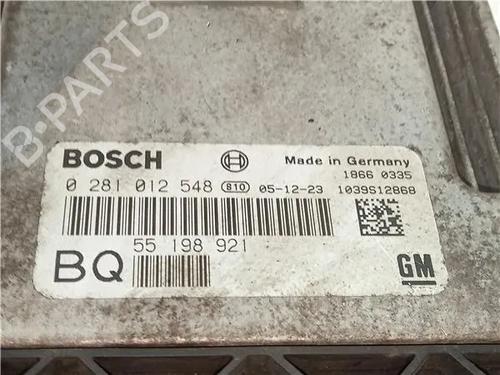 B-PARTS
BOSCH Made in Germany
1866 0335
0 281 012 548 810 05-12-23 1039S12868
55 198 921
BQ GM